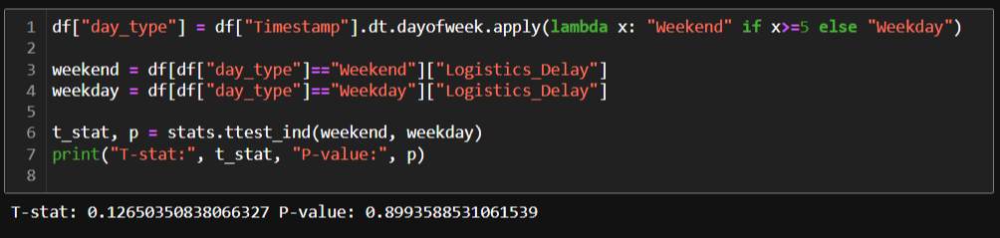 1 df["day_type"] = df["Timestamp"].dt.dayofweek.apply(lambda x: "Weekend" if x>=5 else "Weekday")
2
3 weekend = df[df["day_type"]=="Weekend"]["Logistics_Delay"]
4 weekday = df[df["day_type"]=="Weekday"]["Logistics_Delay"]
5
6 t_stat, p = stats.ttest_ind(weekend, weekday)
7 print("T-stat:", t_stat, "P-value:", p)
8
T-stat: 0.12650350838066327 P-value: 0.8993588531061539